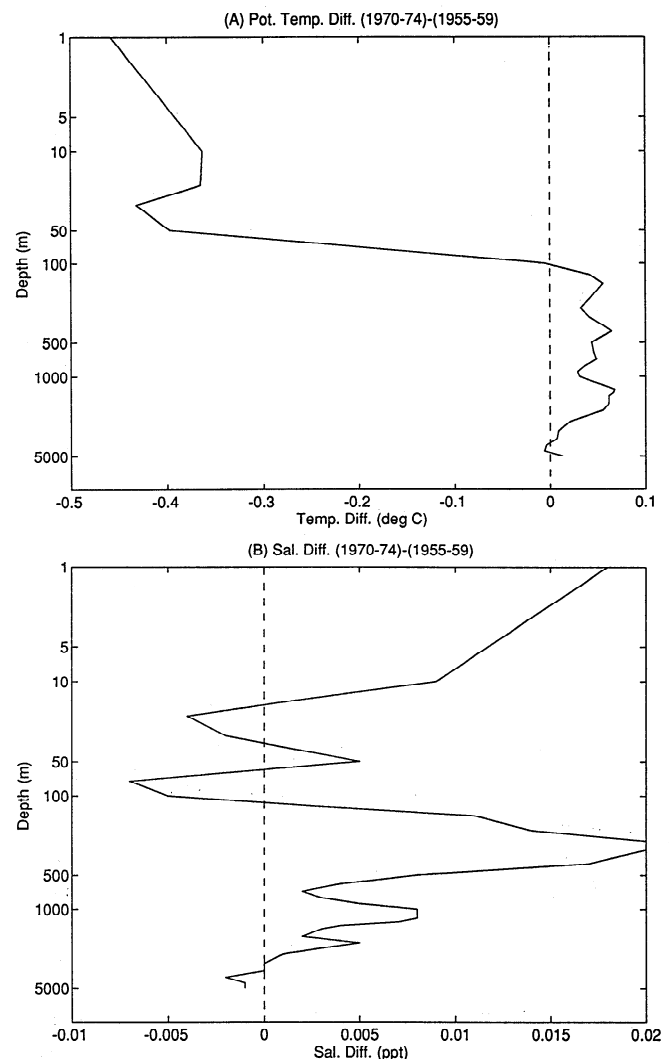 (A) Pot. Temp. Diff. (1970-74)-(1955-59)
1
5
10
50
100
500
1000
5000
Depth (m)
-0.5 -0.4 -0.3 -0.2 -0.1 0 0.1
Temp. Diff. (deg C)
(B) Sal. Diff. (1970-74)-(1955-59)
1
5
10
50
100
500
1000
5000
Depth (m)
-0.01 -0.005 0 0.005 0.01 0.015 0.02
Sal. Diff. (ppt)